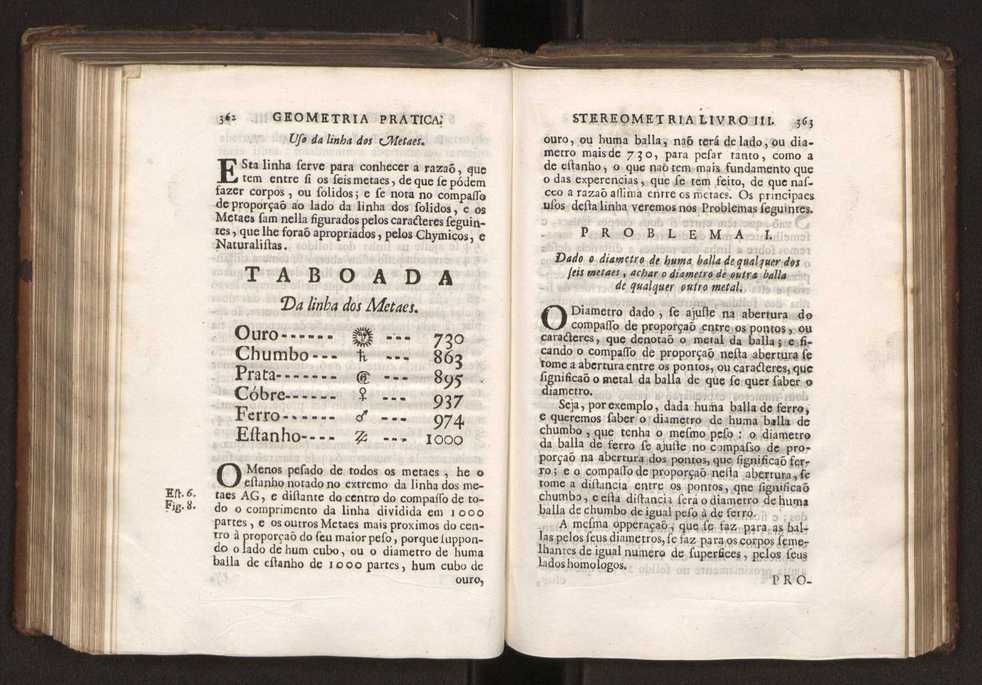 362 GEOMETRIA PRATICA:
Uſo da linha dos Metaes.
ESta linha ſerve para conhecer a razaõ, que
tem entre ſi os ſeis metaes, de que ſe pódem
fazer corpos, ou ſolidos; e ſe nota no compaſſo
de proporçaõ ao lado da linha dos ſolidos, e os
Metaes ſam nella figurados pelos caracteres ſeguin-
tes, que lhe foraõ apropriados, pelos Chymicos, e
Naturaliſtas.
TABOADA
Da linha dos Metaes.
Ouro------ ☉ --- 730
Chumbo--- ♄ --- 863
Prata------- ☾ --- 895
Cóbre------ ♀ --- 937
Ferro------- ♂ --- 974
Eſtanho---- ♃ --- 1000
OMenos peſado de todos os metaes, he o
eſtanho notado no extremo da linha dos me-
Eſt. 6. taes AG, e diſtante do centro do compaſſo de to-
Fig. 8. do o comprimento da linha dividida em 1000
partes, e os outros Metaes mais proximos do cen-
tro à proporçaõ do ſeu maior peſo, porque ſuppon-
do o lado de hum cubo, ou o diametro de huma
balla de eſtanho de 1000 partes, hum cubo de
ouro,
STEREOMETRIA LIVRO III. 363
ouro, ou huma balla, naõ terá de lado, ou dia-
metro mais de 730, para peſar tanto, como a
de eſtanho, o que naõ tem mais fundamento que
o das experencias, que ſe tem feito, de que naſ-
ceo a razaõ aſſima entre os metaes. Os principaes
uſos deſta linha veremos nos Problemas ſeguintes.
PROBLEMA I.
Dado o diametro de huma balla de qualquer dos
ſeis metaes, achar o diametro de outra balla
de qualquer outro metal.
ODiametro dado, ſe ajuſte na abertura do
compaſſo de proporçaõ entre os pontos, ou
caracteres, que denotaõ o metal da balla; e fi-
cando o compaſſo de proporçaõ neſta abertura ſe
tome a abertura entre os pontos, ou caracteres, que
ſignificaõ o metal da balla de que ſe quer ſaber o
diametro.
Seja, por exemplo, dada huma balla de ferro,
e queremos ſaber o diametro de huma balla de
chumbo, que tenha o meſmo peſo: o diametro
da balla de ferro ſe ajuſte no compaſſo de pro-
porçaõ na abertura dos pontos, que ſignificaõ fer-
ro; e o compaſſo de proporçaõ neſta abertura, ſe
tome a diſtancia entre os pontos, que ſignificaõ
chumbo, e eſta diſtancia ſerá o diametro de huma
balla de chumbo de igual peſo à de ferro.
A meſma opperaçaõ, que ſe faz para as bal-
las pelos ſeus diametros, ſe faz para os corpos ſeme-
lhantes de igual numero de ſuperfices, pelos ſeus
lados homologos.
PRO-